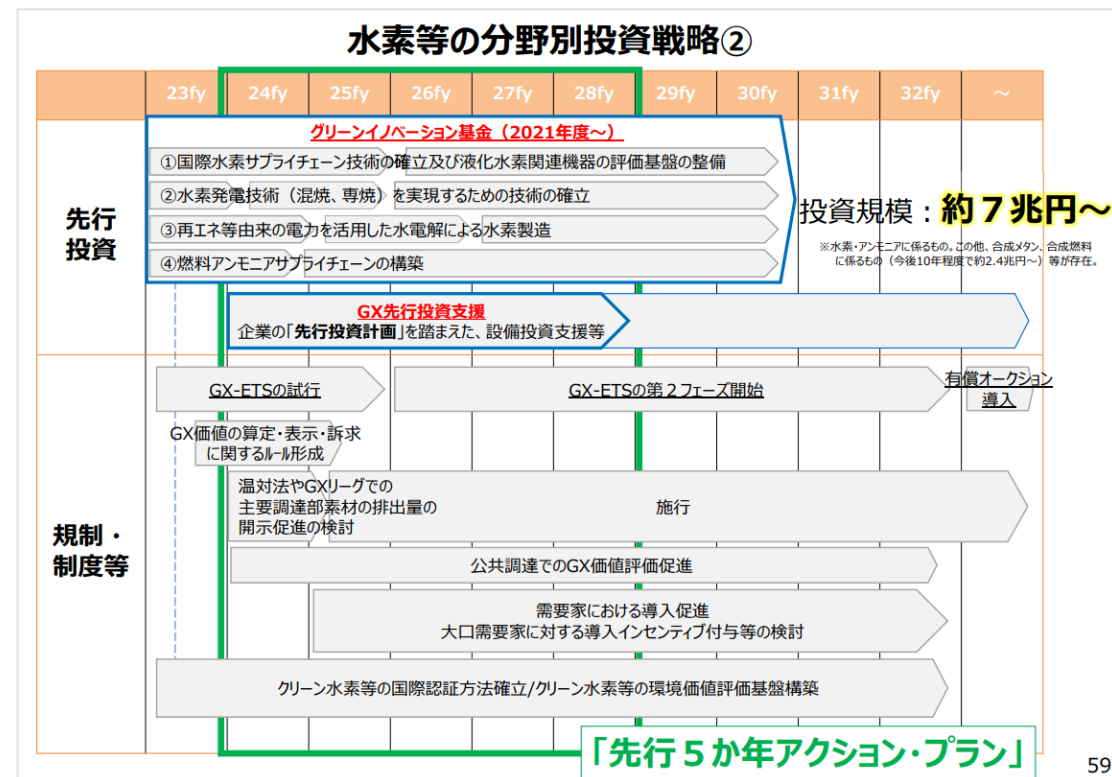 水素等の分野別投資戦略②
23fy 24fy 25fy 26fy 27fy 28fy 29fy 30fy 31fy 32fy ～
先行
投資
グリーンイノベーション基金（2021年度～）
①国際水素サプライチェーン技術の確立及び液化水素関連機器の評価基盤の整備
②水素発電技術（混焼、専焼）を実現するための技術の確立
③再エネ等由来の電力を活用した水電解による水素製造
④燃料アンモニアサプライチェーンの構築
投資規模：約７兆円～
※水素・アンモニアに係るもの。この他、合成メタン、合成燃料
に係るもの（今後10年程度で約2.4兆円～）等が存在。
GX先行投資支援
企業の「先行投資計画」を踏まえた、設備投資支援等
規制・
制度等
GX-ETSの試行
GX-ETSの第２フェーズ開始
有償オークション
導入
GX価値の算定・表示・訴求
に関するルール形成
温対法やGXリーグでの
主要調達部素材の排出量の
開示促進の検討
施行
公共調達でのGX価値評価促進
需要家における導入促進
大口需要家に対する導入インセンティブ付与等の検討
クリーン水素等の国際認証方法確立/クリーン水素等の環境価値評価基盤構築
「先行５か年アクション・プラン」
59